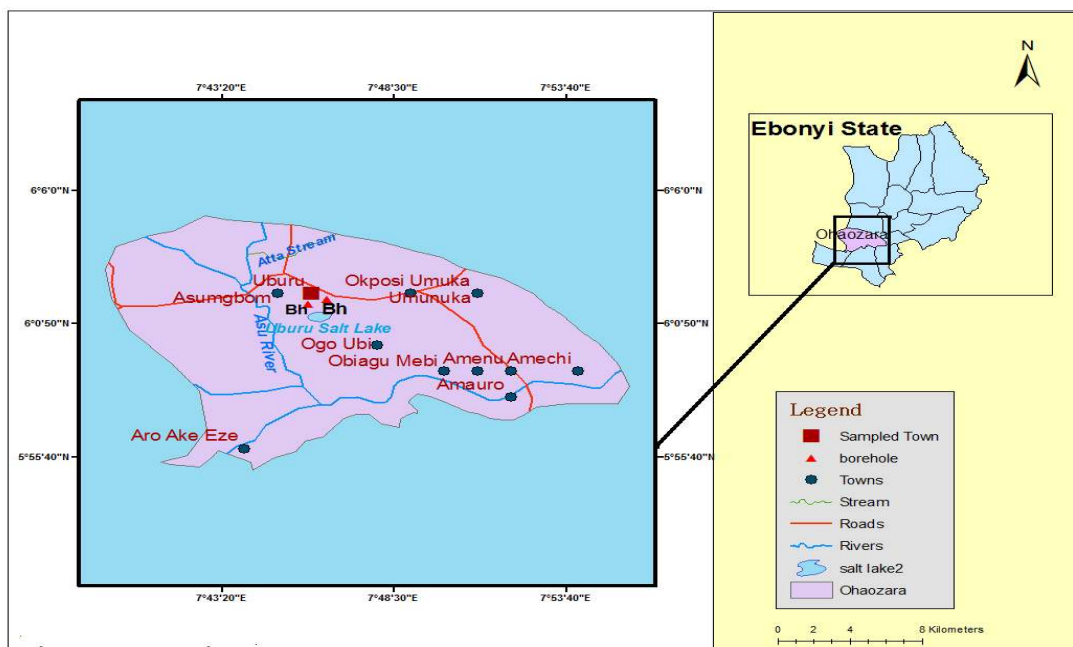 7°43'20"E
7°48'30"E
7°53'40"E
6°6'0"N
6°6'0"N
Atta Stream
Uburu
Okposi Umuka
Asumgbom
Umunuka
Bh
Bh
6°0'50"N
6°0'50"N
Uburu Salt Lake
Asu River
Ogo Ubi
Obiagu Mebi
Amenu
Amechi
Amauro
Aro Ake Eze
5°55'40"N
5°55'40"N
7°43'20"E
7°48'30"E
7°53'40"E
N
Ebonyi State
Ohaozara
Legend
Sampled Town
borehole
Towns
Stream
Roads
Rivers
salt lake2
Ohaozara
0 2 4 8 Kilometers